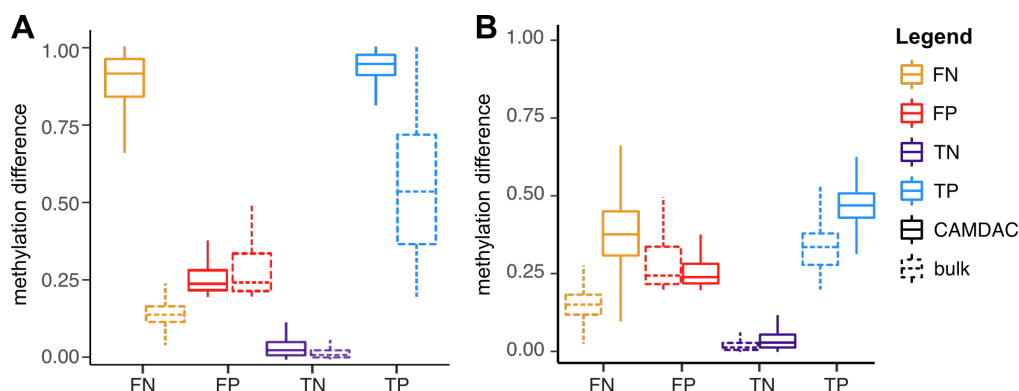 A
methylation difference
1.00
0.75
0.50
0.25
0.00
FN FP TN TP
B
methylation difference
1.00
0.75
0.50
0.25
0.00
FN FP TN TP
Legend
FN
FP
TN
TP
CAMDAC
bulk